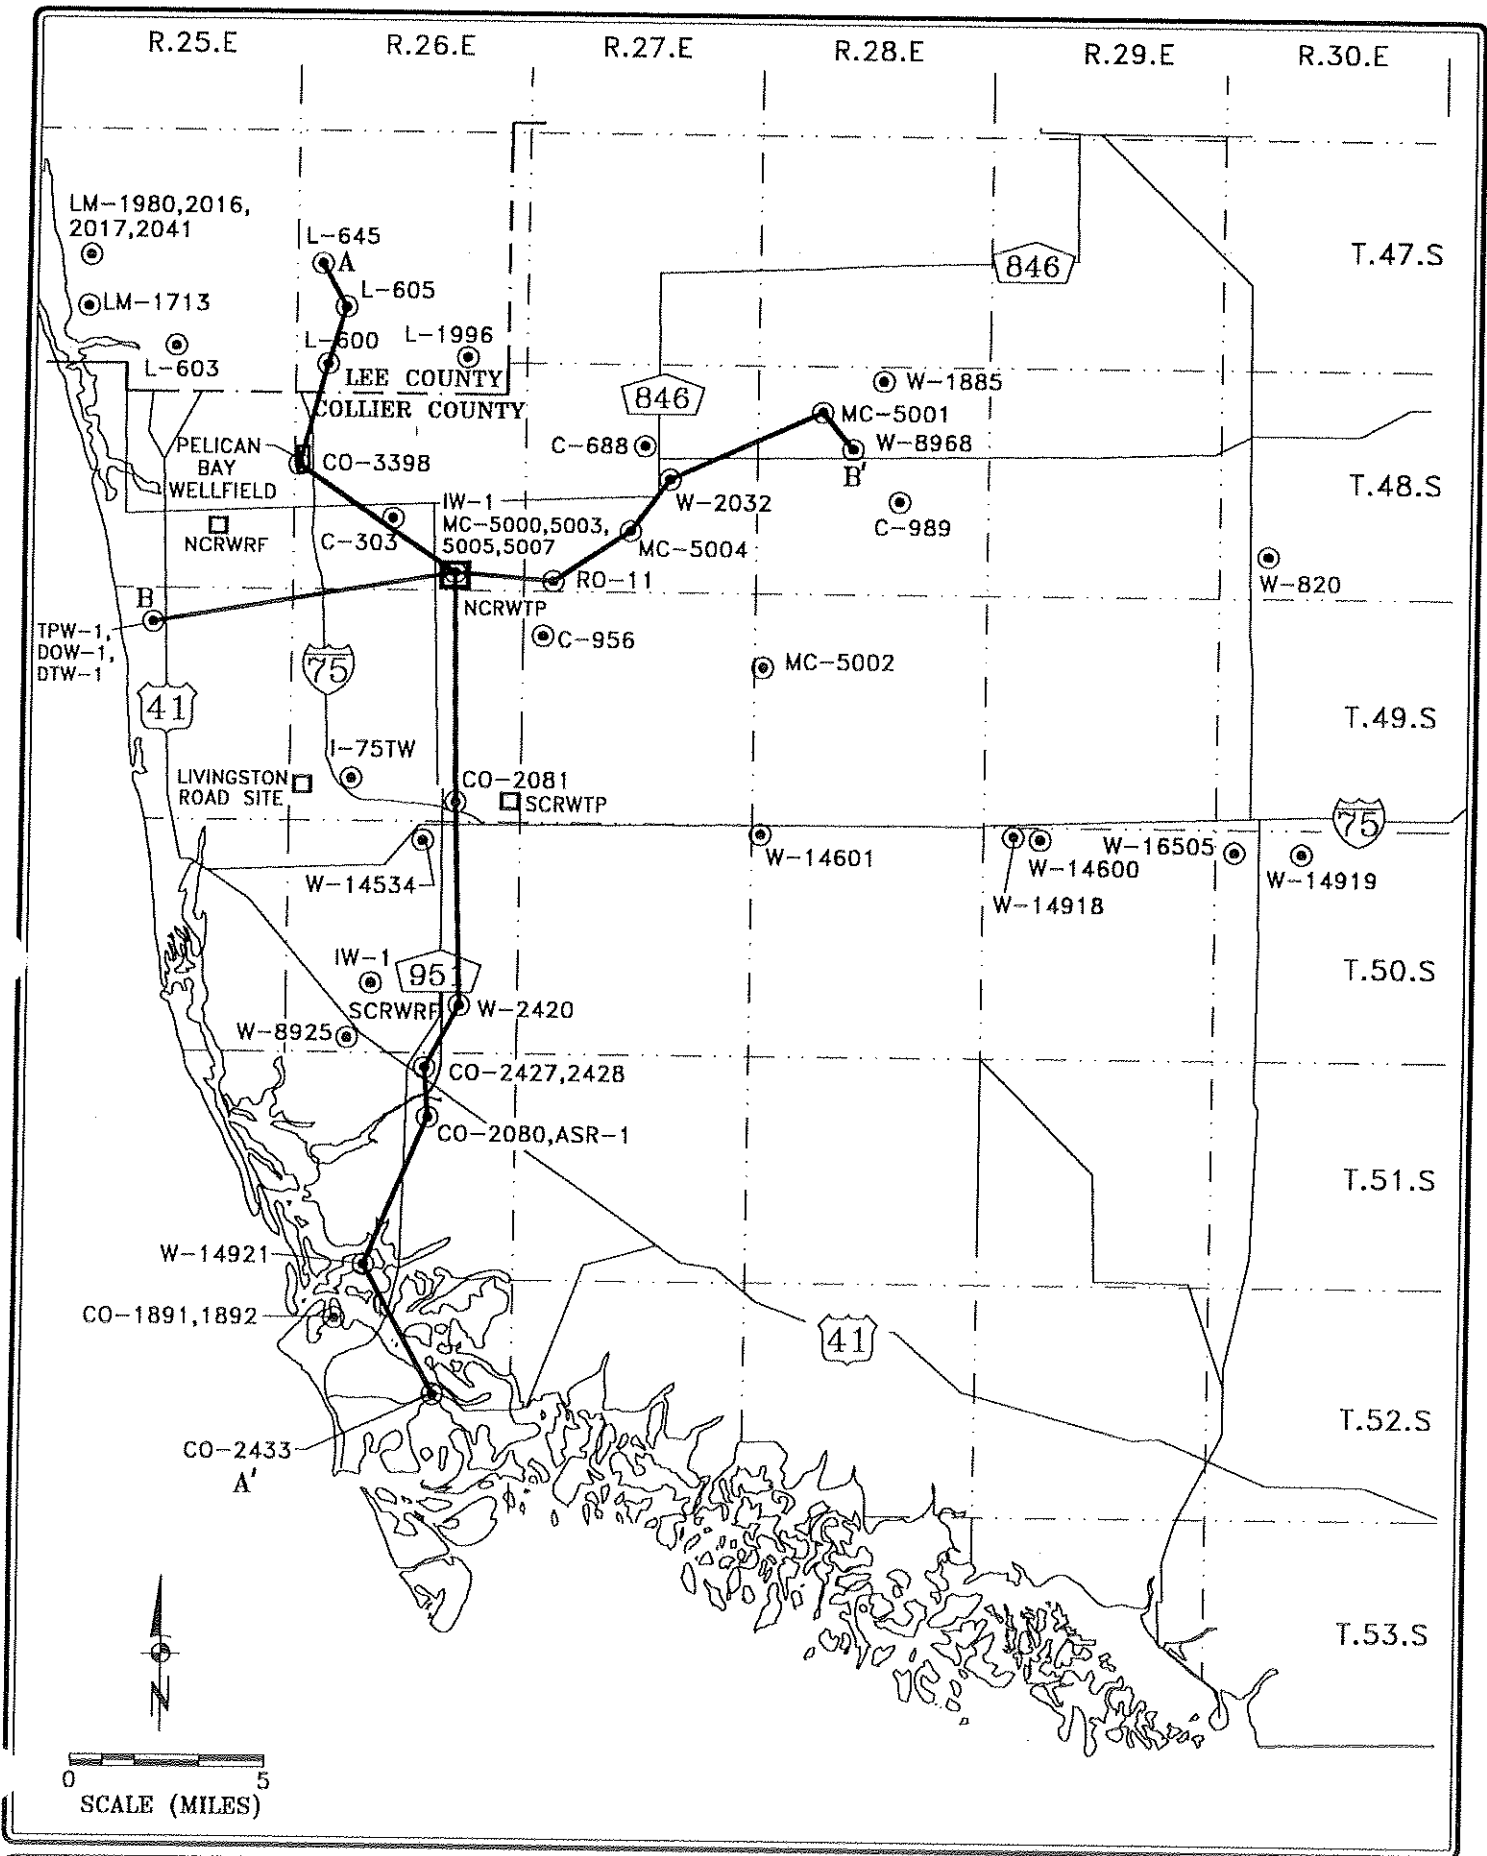 R.25.E
R.26.E
R.27.E
R.28.E
R.29.E
R.30.E
LM-1980,2016,
2017,2041
L-645
A
846
T.47.S
LM-1713
L-605
L-603
L-600
L-1996
LEE COUNTY
COLLIER COUNTY
846
W-1885
MC-5001
PELICAN
BAY
WELLFIELD
CO-3398
C-688
W-8968
B'
T.48.S
NCRWRF
C-303
IW-1
MC-5000,5003,
5005,5007
W-2032
MC-5004
C-989
NCRWTP
RO-11
W-820
B
TPW-1,
DOW-1,
DTW-1
C-956
75
MC-5002
41
T.49.S
I-75TW
LIVINGSTON
ROAD SITE
CO-2081
SCRWTP
75
W-14534
W-14601
W-14600
W-14918
W-16505
W-14919
IW-1
SCRWRF
951
T.50.S
W-8925
W-2420
CO-2427,2428
CO-2080,ASR-1
T.51.S
W-14921
CO-1891,1892
41
CO-2433
A'
T.52.S
T.53.S
N
0 5
SCALE (MILES)